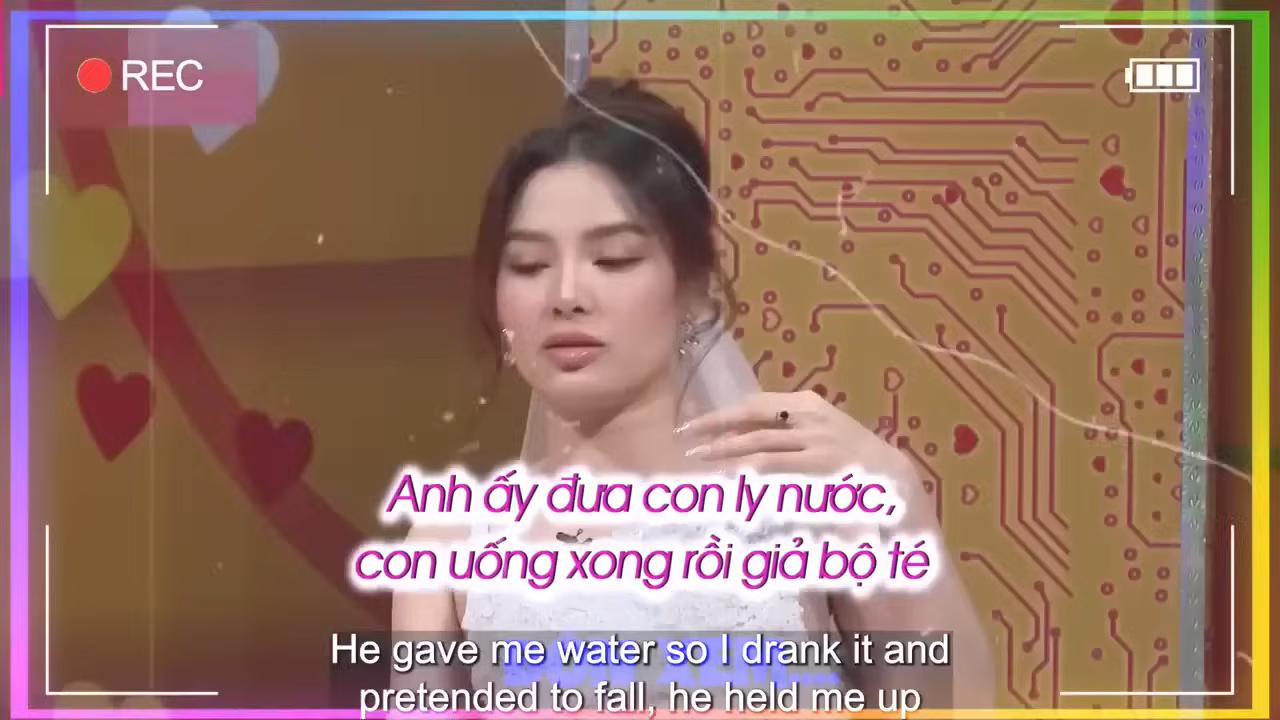 REC
Anh ấy đưa con ly nước,
con uống xong rồi giả bộ té
He gave me water so I drank it and
pretended to fall, he held me up